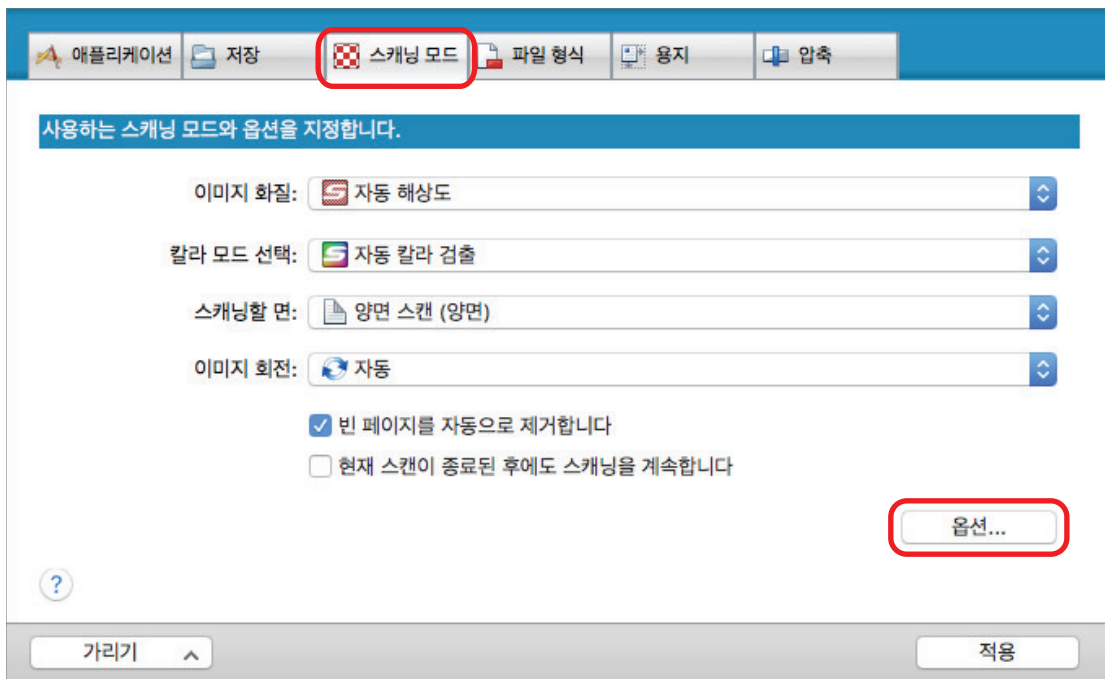 애플리케이션 저장 스캐닝 모드 파일 형식 용지 압축
사용하는 스캐닝 모드와 옵션을 지정합니다.
이미지 화질: 자동 해상도
칼라 모드 선택: 자동 칼라 검출
스캐닝할 면: 양면 스캔 (양면)
이미지 회전: 자동
빈 페이지를 자동으로 제거합니다
현재 스캔이 종료된 후에도 스캐닝을 계속합니다
옵션...
?
가리기 적용